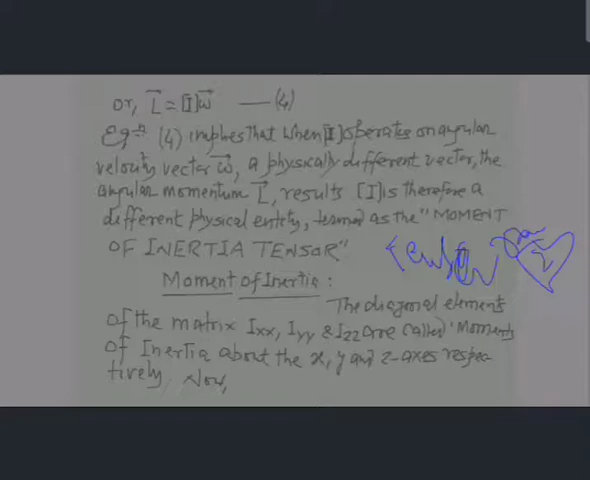 or, L⃗ = [I]ω⃗ —— (4)
Eqⁿ (4) implies that when [I] operates on angular
velocity vector ω⃗, a physically different vector, the
angular momentum L⃗, results [I] is therefore a
different physical entity, termed as the "MOMENT
OF INERTIA TENSOR"
Moment of Inertia :
The diagonal elements
of the matrix Ixx, Iyy & Izz are called 'Moments
of Inertia about the x, y and z-axes respec
tively. Now,